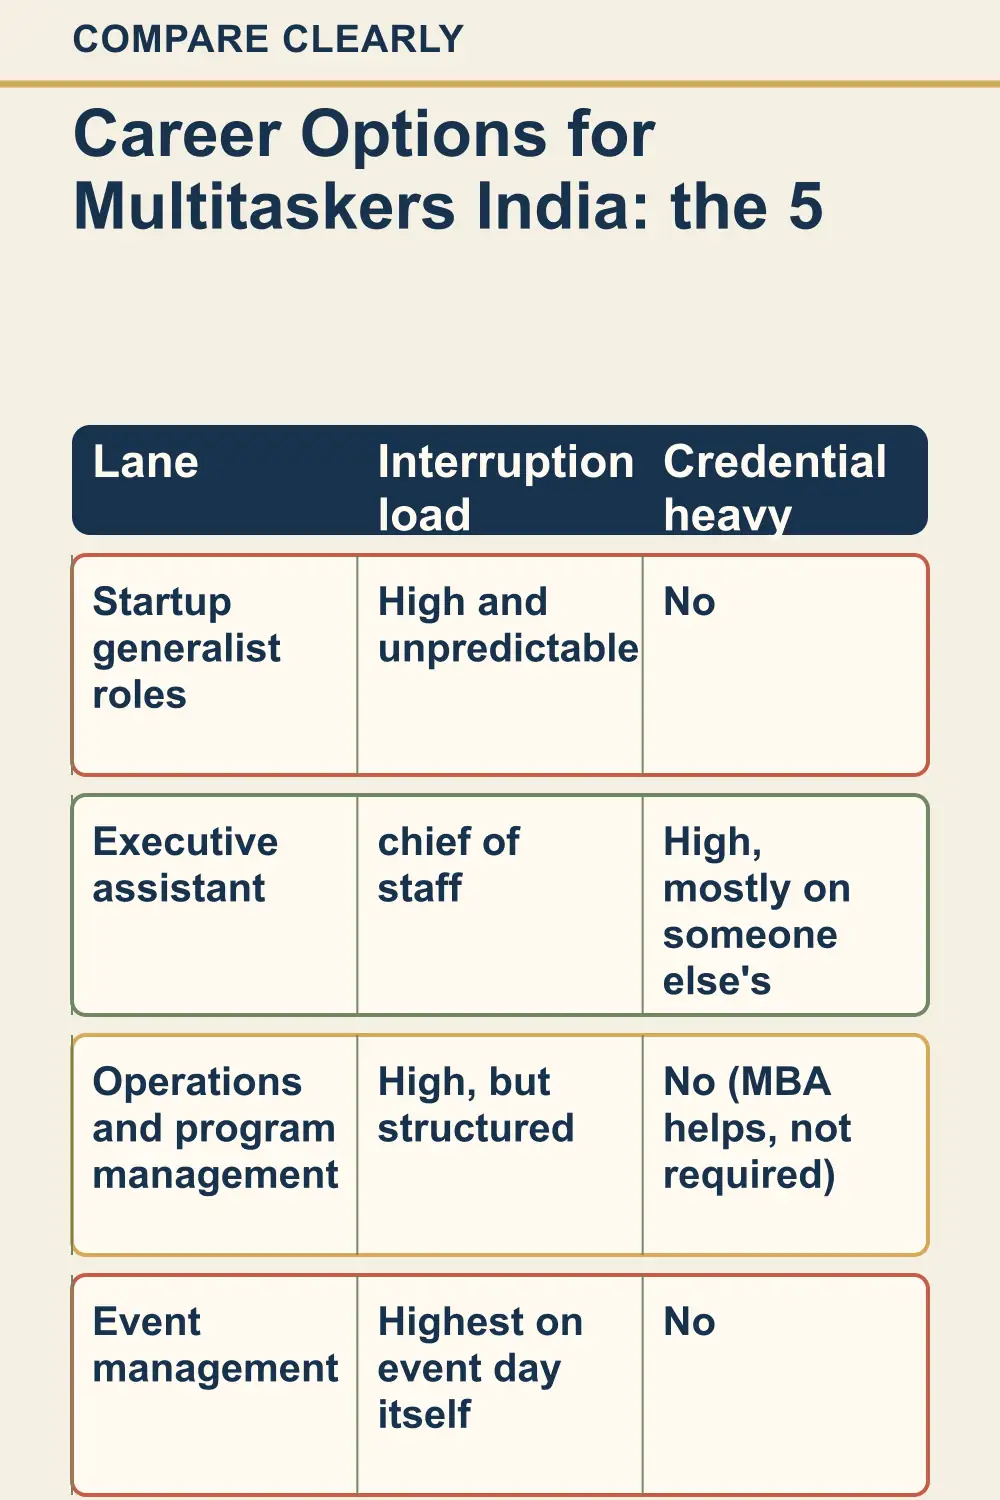 COMPARE CLEARLY
Career Options for
Multitaskers India: the 5
Lane
Interruption
load
Credential
heavy
Startup
generalist
roles
High and
unpredictable
No
Executive
assistant
chief of
staff
High,
mostly on
someone
else's
Operations
and program
management
High, but
structured
No (MBA
helps, not
required)
Event
management
Highest on
event day
itself
No